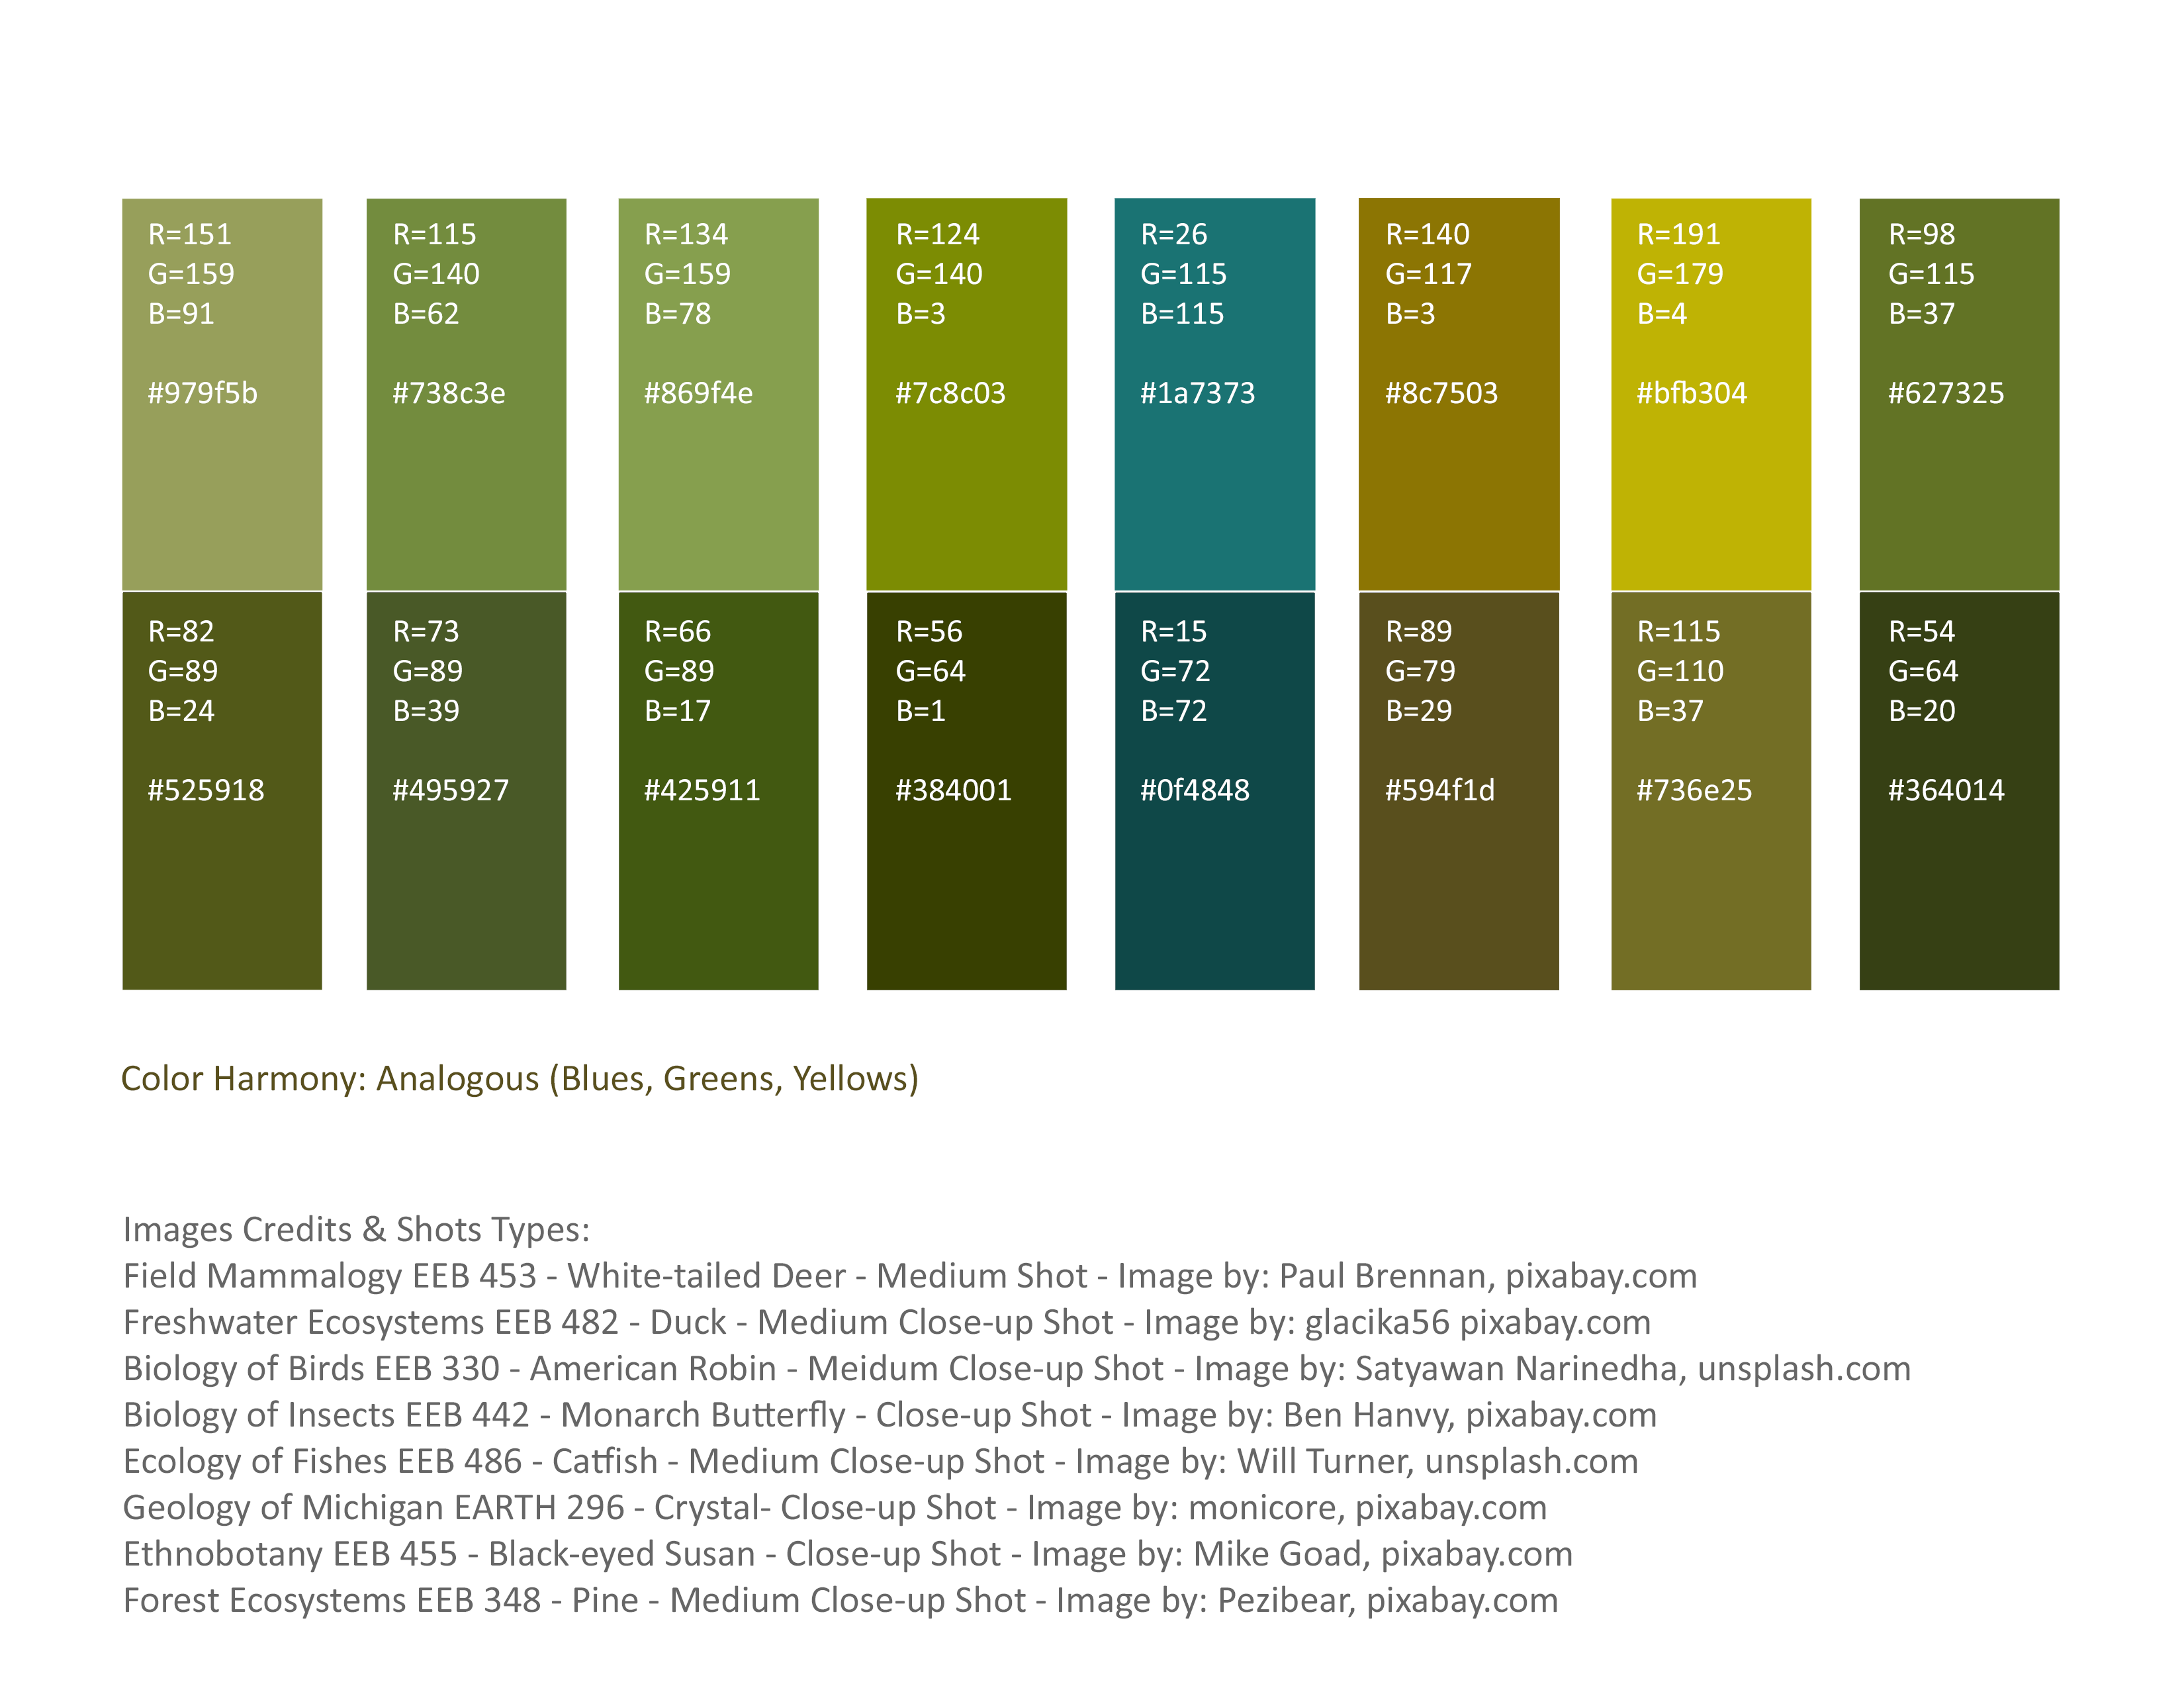 R=151
G=159
B=91
#979f5b
R=115
G=140
B=62
#738c3e
R=134
G=159
B=78
#869f4e
R=124
G=140
B=3
#7c8c03
R=26
G=115
B=115
#1a7373
R=140
G=117
B=3
#8c7503
R=191
G=179
B=4
#bfb304
R=98
G=115
B=37
#627325
R=82
G=89
B=24
#525918
R=73
G=89
B=39
#495927
R=66
G=89
B=17
#425911
R=56
G=64
B=1
#384001
R=15
G=72
B=72
#0f4848
R=89
G=79
B=29
#594f1d
R=115
G=110
B=37
#736e25
R=54
G=64
B=20
#364014
Color Harmony: Analogous (Blues, Greens, Yellows)
Images Credits & Shots Types:
Field Mammalogy EEB 453 - White-tailed Deer - Medium Shot - Image by: Paul Brennan, pixabay.com
Freshwater Ecosystems EEB 482 - Duck - Medium Close-up Shot - Image by: glacika56 pixabay.com
Biology of Birds EEB 330 - American Robin - Meidum Close-up Shot - Image by: Satyawan Narinedha, unsplash.com
Biology of Insects EEB 442 - Monarch Butterfly - Close-up Shot - Image by: Ben Hanvy, pixabay.com
Ecology of Fishes EEB 486 - Catfish - Medium Close-up Shot - Image by: Will Turner, unsplash.com
Geology of Michigan EARTH 296 - Crystal- Close-up Shot - Image by: monicore, pixabay.com
Ethnobotany EEB 455 - Black-eyed Susan - Close-up Shot - Image by: Mike Goad, pixabay.com
Forest Ecosystems EEB 348 - Pine - Medium Close-up Shot - Image by: Pezibear, pixabay.com